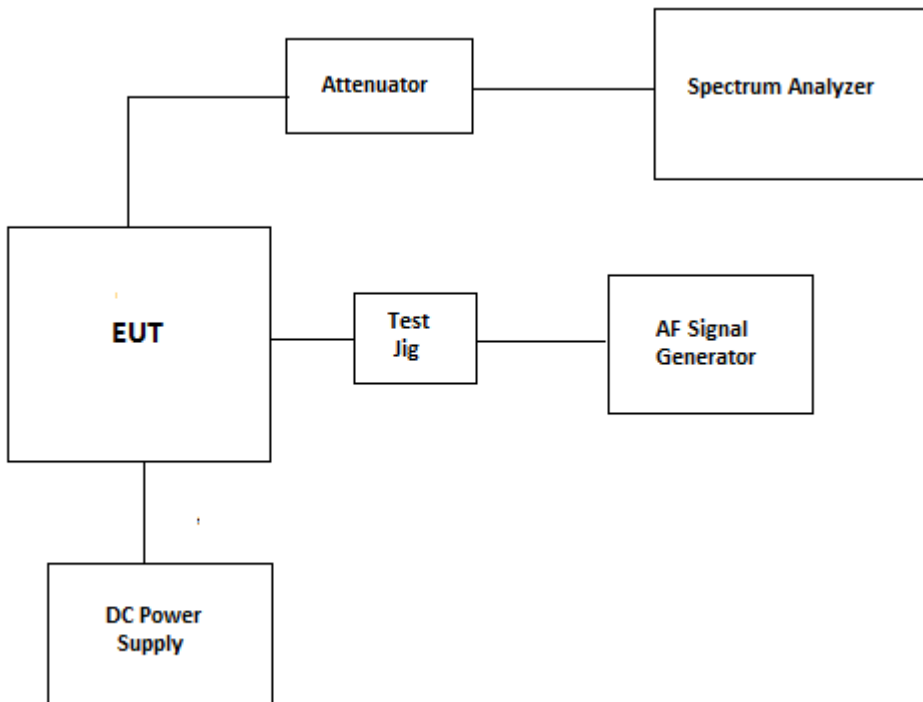 Attenuator
Spectrum Analyzer
EUT
Test
Jig
AF Signal
Generator
DC Power
Supply